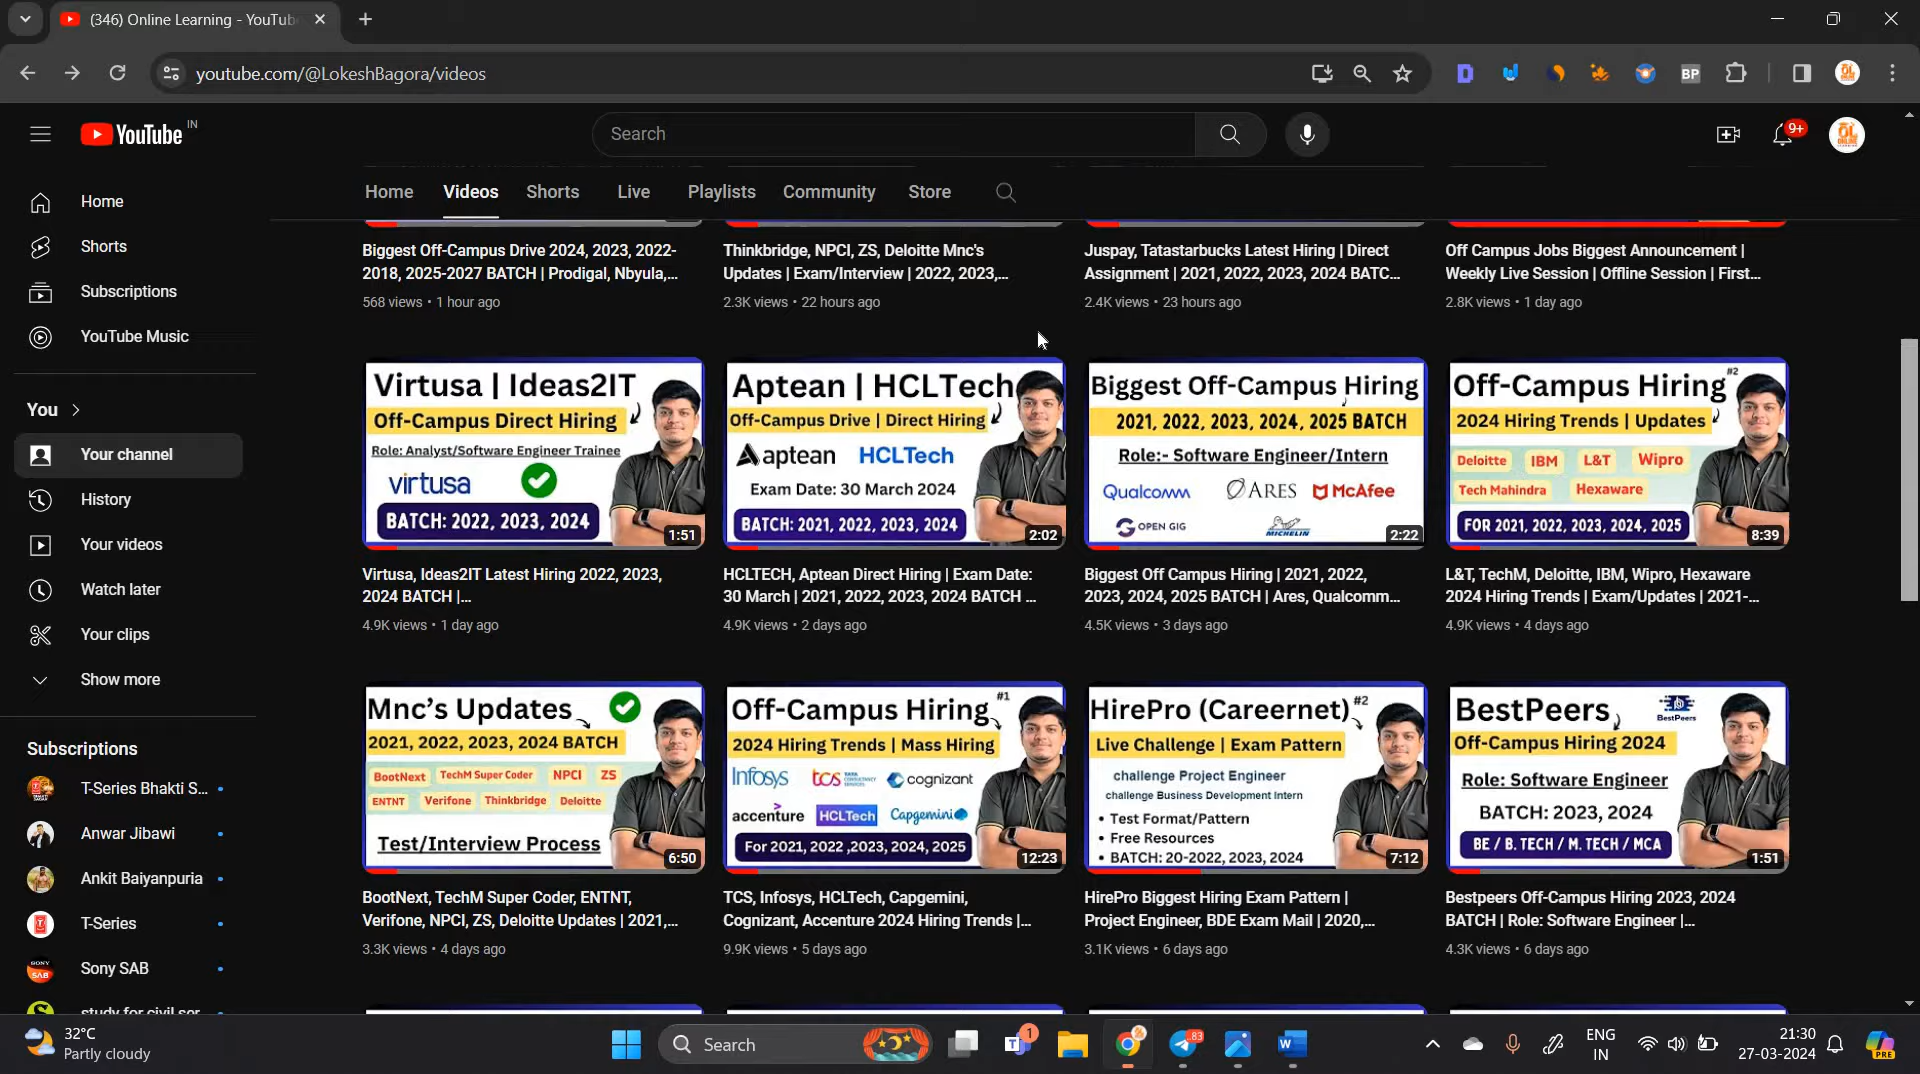 (346) Online Learning - YouTub
youtube.com/@LokeshBagora/videos
BP
YouTube IN
Search
9+
Home
Shorts
Subscriptions
YouTube Music
You
Your channel
History
Your videos
Watch later
Your clips
Show more
Subscriptions
T-Series Bhakti S...
Anwar Jibawi
Ankit Baiyanpuria
T-Series
Sony SAB
study for civil ser
Home Videos Shorts Live Playlists Community Store
Biggest Off-Campus Drive 2024, 2023, 2022-
2018, 2025-2027 BATCH | Prodigal, Nbyula,...
568 views • 1 hour ago
Thinkbridge, NPCI, ZS, Deloitte Mnc's
Updates | Exam/Interview | 2022, 2023,...
2.3K views • 22 hours ago
Juspay, Tatastarbucks Latest Hiring | Direct
Assignment | 2021, 2022, 2023, 2024 BATC...
2.4K views • 23 hours ago
Off Campus Jobs Biggest Announcement |
Weekly Live Session | Offline Session | First...
2.8K views • 1 day ago
Virtusa | Ideas2IT
Off-Campus Direct Hiring
Role: Analyst/Software Engineer Trainee
virtusa
BATCH: 2022, 2023, 2024
1:51
Virtusa, Ideas2IT Latest Hiring 2022, 2023,
2024 BATCH |...
4.9K views • 1 day ago
Aptean | HCLTech
Off-Campus Drive | Direct Hiring
aptean HCLTech
Exam Date: 30 March 2024
BATCH: 2021, 2022, 2023, 2024
2:02
HCLTECH, Aptean Direct Hiring | Exam Date:
30 March | 2021, 2022, 2023, 2024 BATCH ...
4.9K views • 2 days ago
Biggest Off-Campus Hiring
2021, 2022, 2023, 2024, 2025 BATCH
Role:- Software Engineer/Intern
Qualcomm ARES McAfee
OPEN GIG MICHELIN
2:22
Biggest Off Campus Hiring | 2021, 2022,
2023, 2024, 2025 BATCH | Ares, Qualcomm...
4.5K views • 3 days ago
Off-Campus Hiring #2
2024 Hiring Trends | Updates
Deloitte IBM L&T Wipro
Tech Mahindra Hexaware
FOR 2021, 2022, 2023, 2024, 2025
8:39
L&T, TechM, Deloitte, IBM, Wipro, Hexaware
2024 Hiring Trends | Exam/Updates | 2021-...
4.9K views • 4 days ago
Mnc's Updates
2021, 2022, 2023, 2024 BATCH
BootNext TechM Super Coder NPCI ZS
ENTNT Verifone Thinkbridge Deloitte
Test/Interview Process
6:50
BootNext, TechM Super Coder, ENTNT,
Verifone, NPCI, ZS, Deloitte Updates | 2021,...
3.3K views • 4 days ago
Off-Campus Hiring #1
2024 Hiring Trends | Mass Hiring
Infosys tcs TATA CONSULTANCY SERVICES cognizant
accenture HCLTech Capgemini
For 2021, 2022 ,2023, 2024, 2025
12:23
TCS, Infosys, HCLTech, Capgemini,
Cognizant, Accenture 2024 Hiring Trends |...
9.9K views • 5 days ago
HirePro (Careernet) #2
Live Challenge | Exam Pattern
challenge Project Engineer
challenge Business Development Intern
• Test Format/Pattern
• Free Resources
• BATCH: 20-2022, 2023, 2024
7:12
HirePro Biggest Hiring Exam Pattern |
Project Engineer, BDE Exam Mail | 2020,...
3.1K views • 6 days ago
BestPeers BestPeers
Off-Campus Hiring 2024
Role: Software Engineer
BATCH: 2023, 2024
BE / B. TECH / M. TECH / MCA
1:51
Bestpeers Off-Campus Hiring 2023, 2024
BATCH | Role: Software Engineer |...
4.3K views • 6 days ago
32°C
Partly cloudy
Search
1
83
ENG
IN
21:30
27-03-2024
PRE